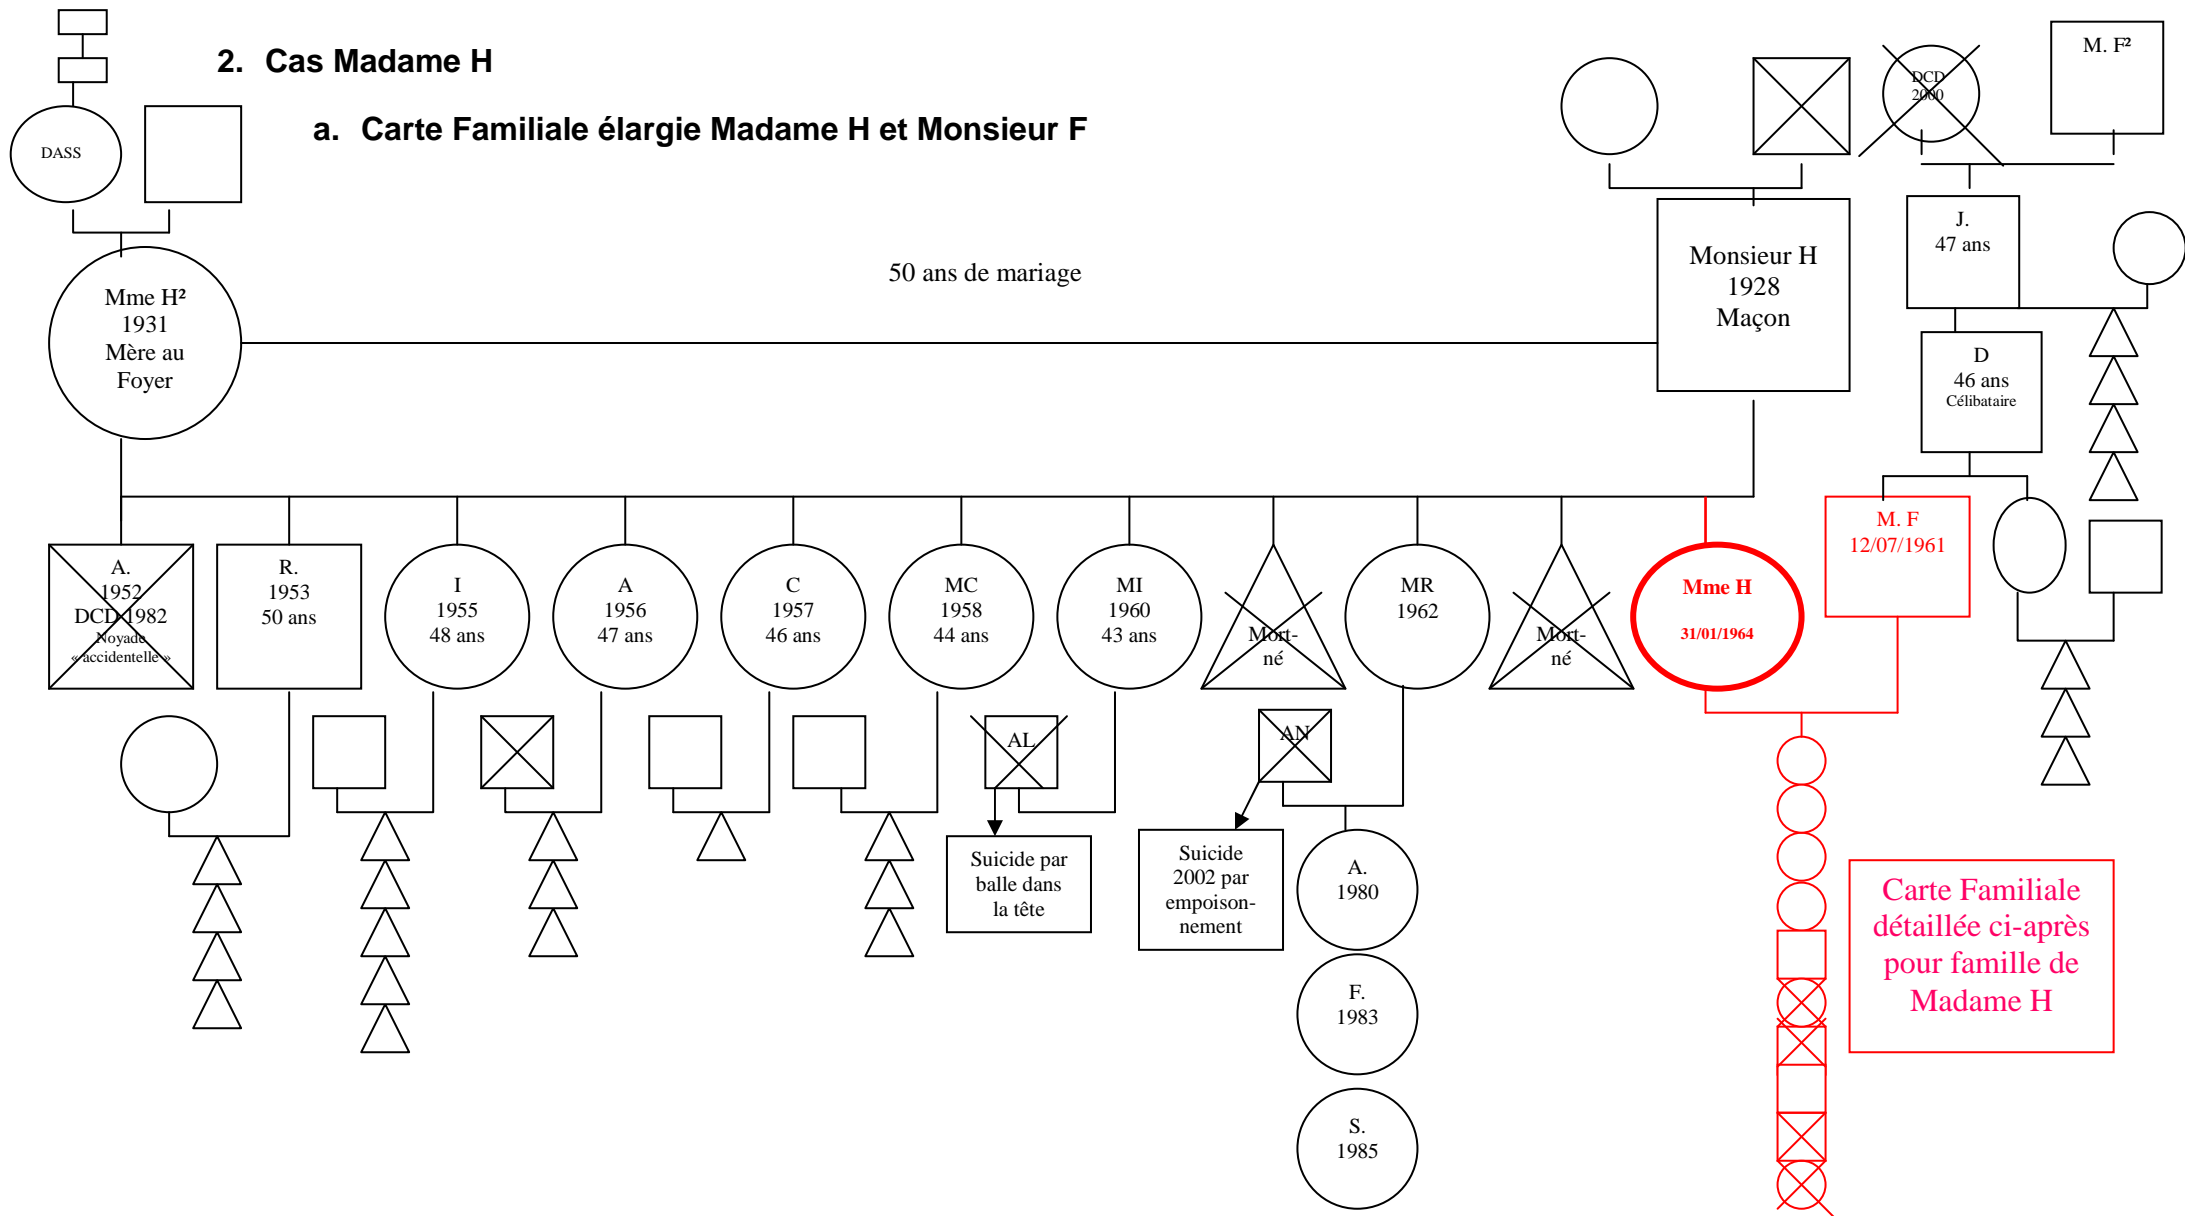 2. Cas Madame H
a. Carte Familiale élargie Madame H et Monsieur F
DASS
DCD
2000
M. F²
J.
47 ans
50 ans de mariage
Mme H²
1931
Mère au
Foyer
Monsieur H
1928
Maçon
D
46 ans
Célibataire
A.
1952
DCD 1982
Noyade
« accidentelle »
R.
1953
50 ans
I
1955
48 ans
A
1956
47 ans
C
1957
46 ans
MC
1958
44 ans
MI
1960
43 ans
Mort-
né
MR
1962
Mort-
né
Mme H
31/01/1964
M. F
12/07/1961
AL
AN
Suicide par
balle dans
la tête
Suicide
2002 par
empoison-
nement
A.
1980
F.
1983
S.
1985
Carte Familiale
détaillée ci-après
pour famille de
Madame H